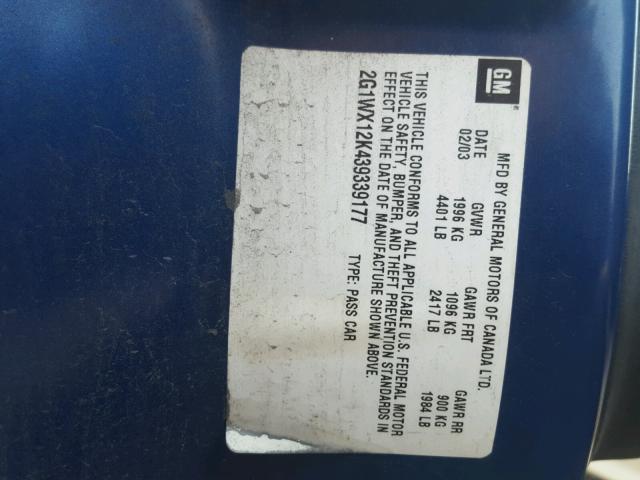 GM
MFD BY GENERAL MOTORS OF CANADA LTD.
DATE GVWR GAWR FRT GAWR RR
02/03 1996 KG 1096 KG 900 KG
4401 LB 2417 LB 1984 LB
THIS VEHICLE CONFORMS TO ALL APPLICABLE U.S. FEDERAL MOTOR
VEHICLE SAFETY, BUMPER, AND THEFT PREVENTION STANDARDS IN
EFFECT ON THE DATE OF MANUFACTURE SHOWN ABOVE.
2G1WX12K439339177 TYPE: PASS CAR